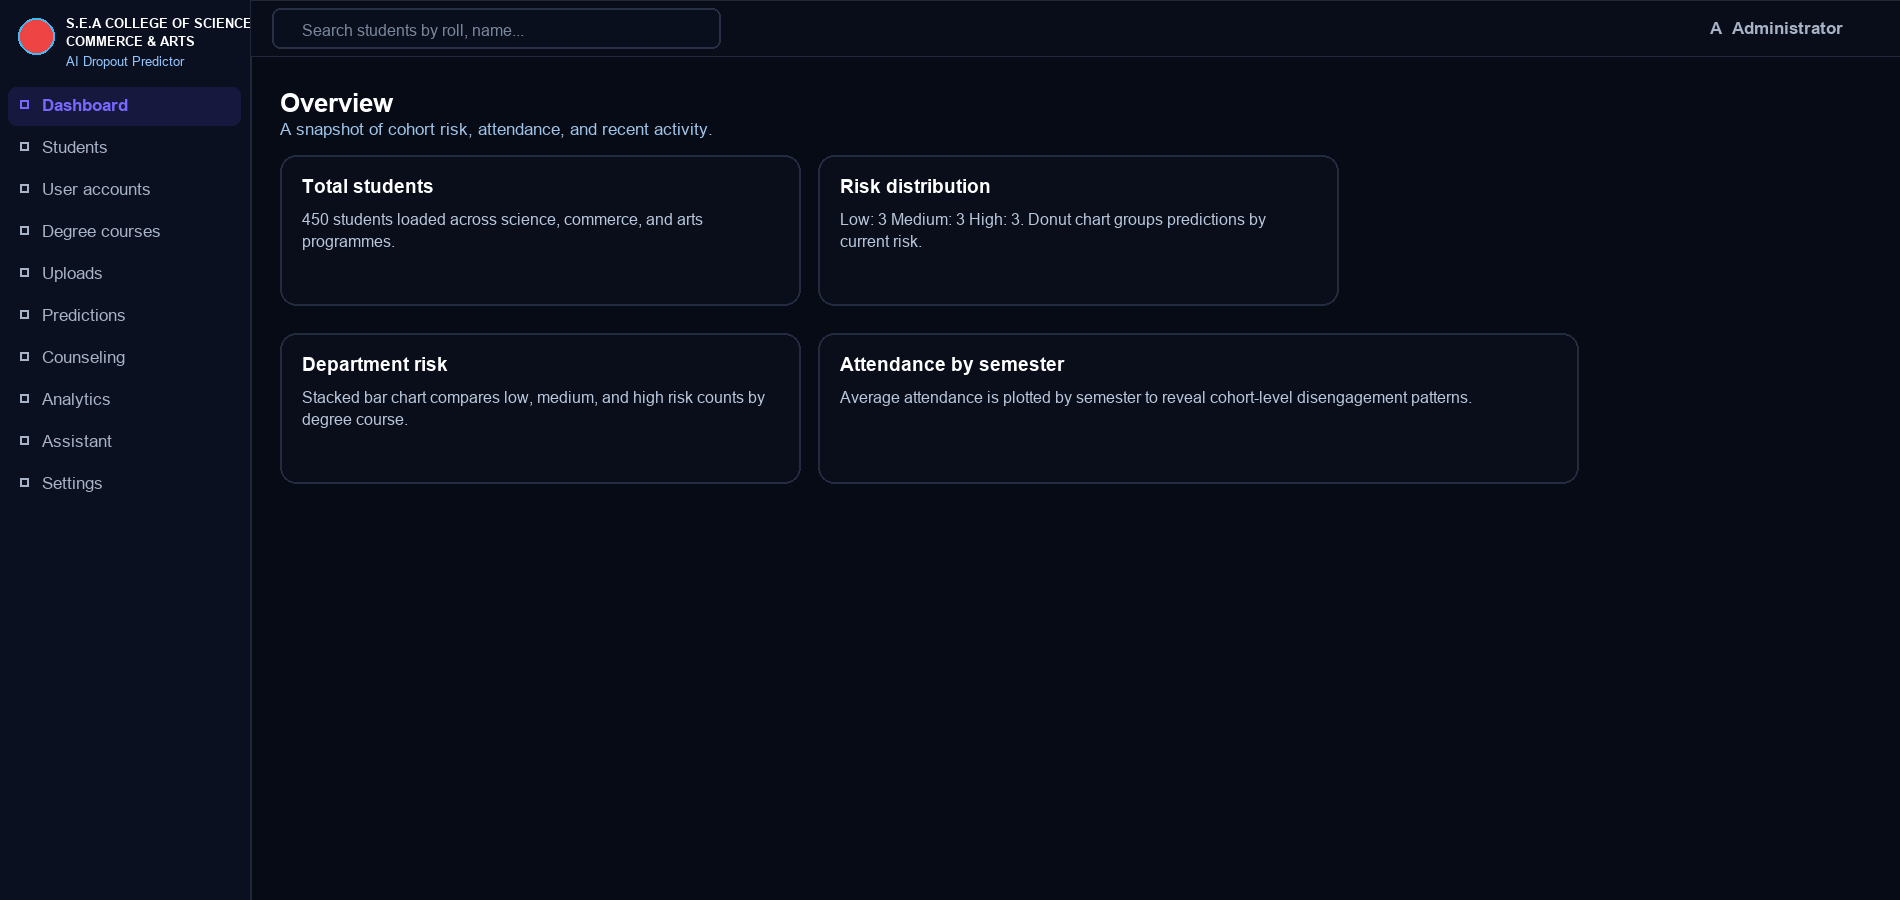 S.E.A COLLEGE OF SCIENCE
COMMERCE & ARTS
AI Dropout Predictor
Dashboard
Students
User accounts
Degree courses
Uploads
Predictions
Counseling
Analytics
Assistant
Settings
Search students by roll, name...
A Administrator
Overview
A snapshot of cohort risk, attendance, and recent activity.
Total students
450 students loaded across science, commerce, and arts
programmes.
Risk distribution
Low: 3 Medium: 3 High: 3. Donut chart groups predictions by
current risk.
Department risk
Stacked bar chart compares low, medium, and high risk counts by
degree course.
Attendance by semester
Average attendance is plotted by semester to reveal cohort-level disengagement patterns.